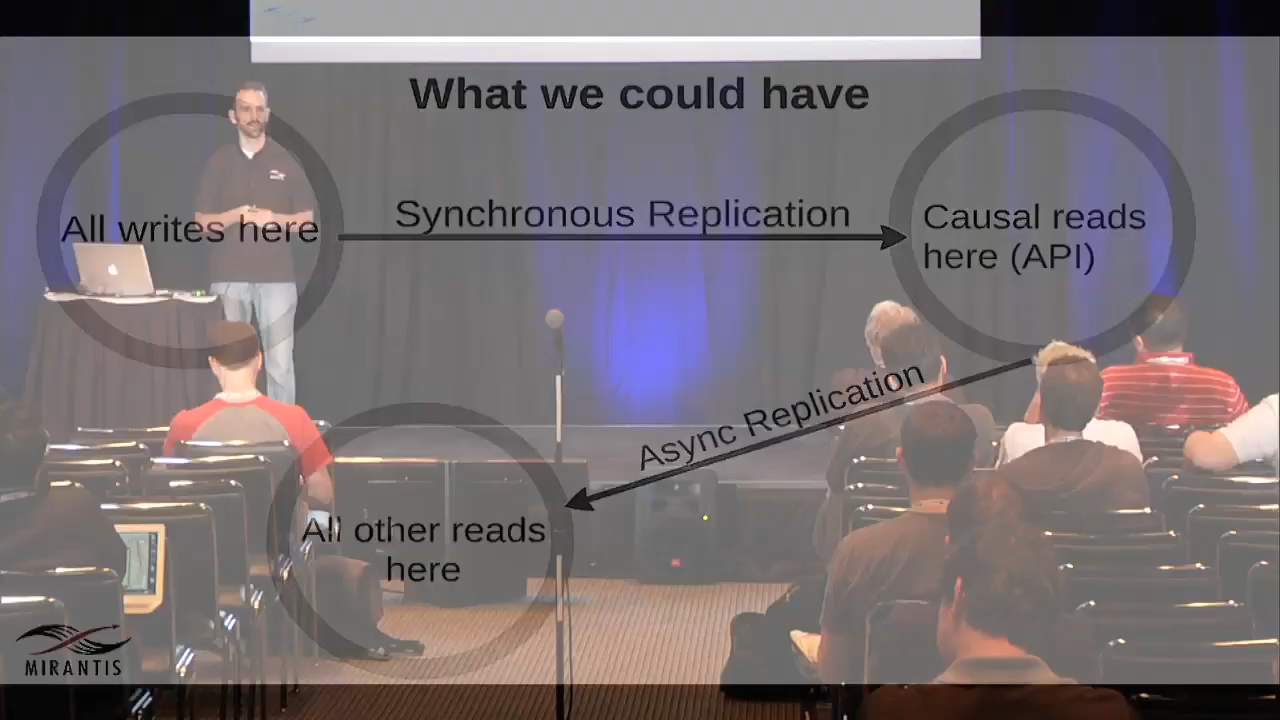 What we could have
All writes here
Synchronous Replication
Causal reads
here (API)
Async Replication
All other reads
here
MIRANTIS